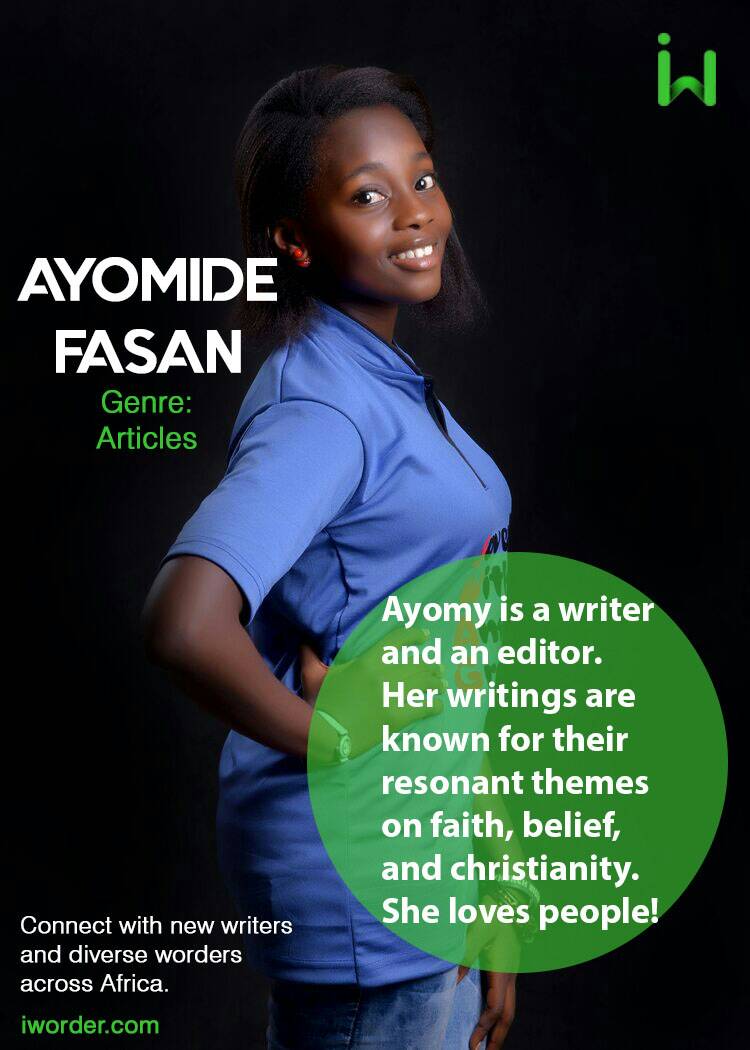 iw
AYOMIDE
FASAN
Genre:
Articles
Ayomy is a writer
and an editor.
Her writings are
known for their
resonant themes
on faith, belief,
and christianity.
She loves people!
Connect with new writers
and diverse worders
across Africa.
iworder.com